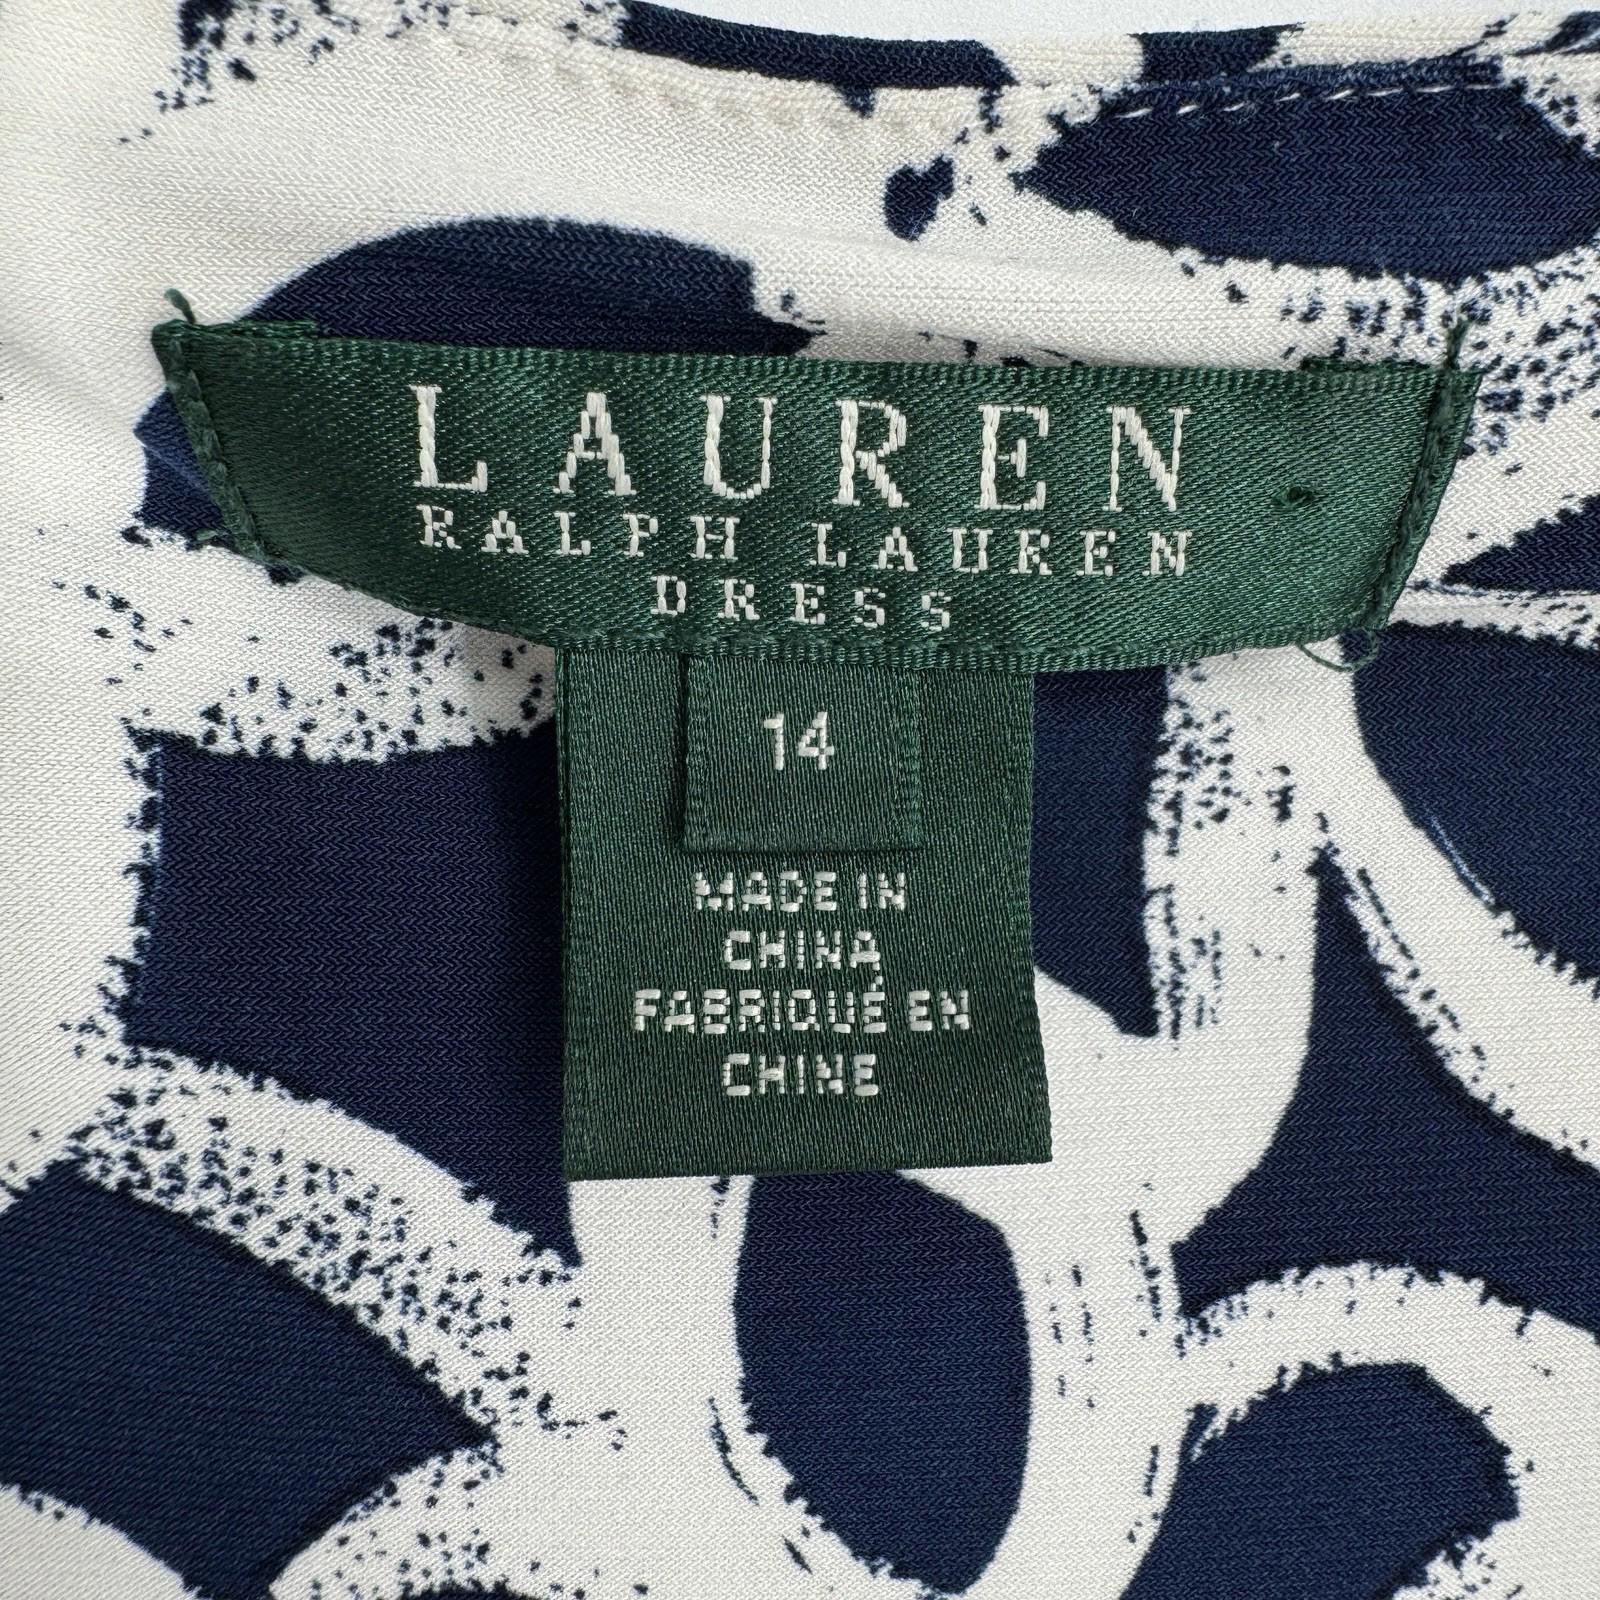 LAUREN
RALPH LAUREN
DRESS
14
MADE IN
CHINA
FABRIQUÉ EN
CHINE